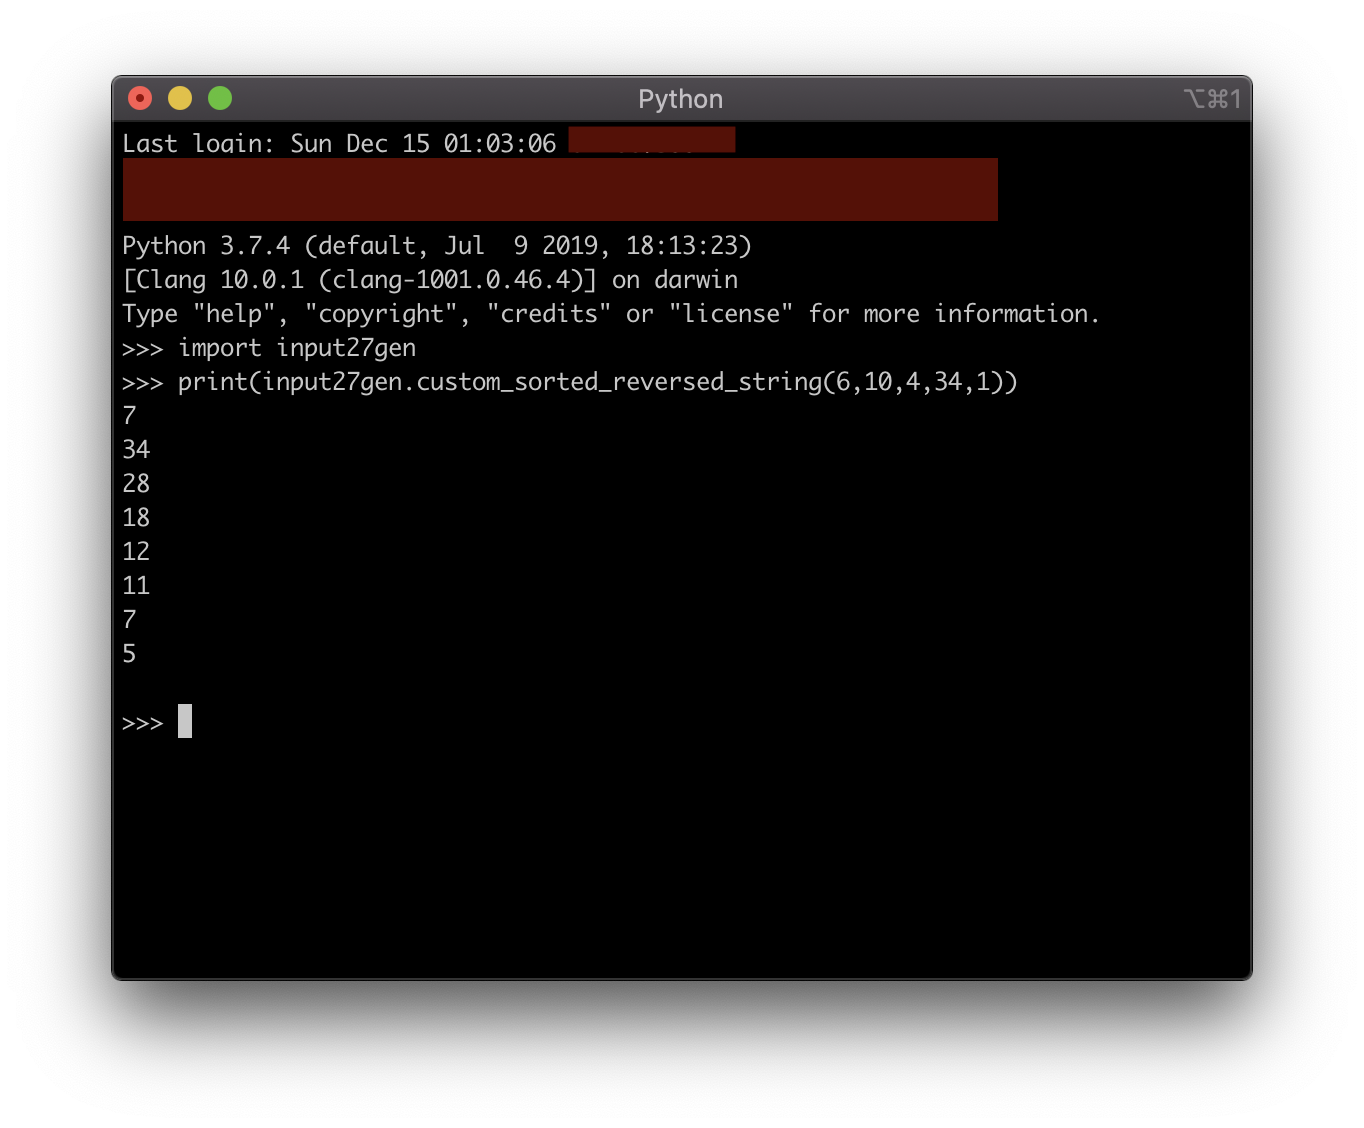 Python
⌥⌘1
Last login: Sun Dec 15 01:03:06
Python 3.7.4 (default, Jul  9 2019, 18:13:23)
[Clang 10.0.1 (clang-1001.0.46.4)] on darwin
Type "help", "copyright", "credits" or "license" for more information.
>>> import input27gen
>>> print(input27gen.custom_sorted_reversed_string(6,10,4,34,1))
7
34
28
18
12
11
7
5
>>>